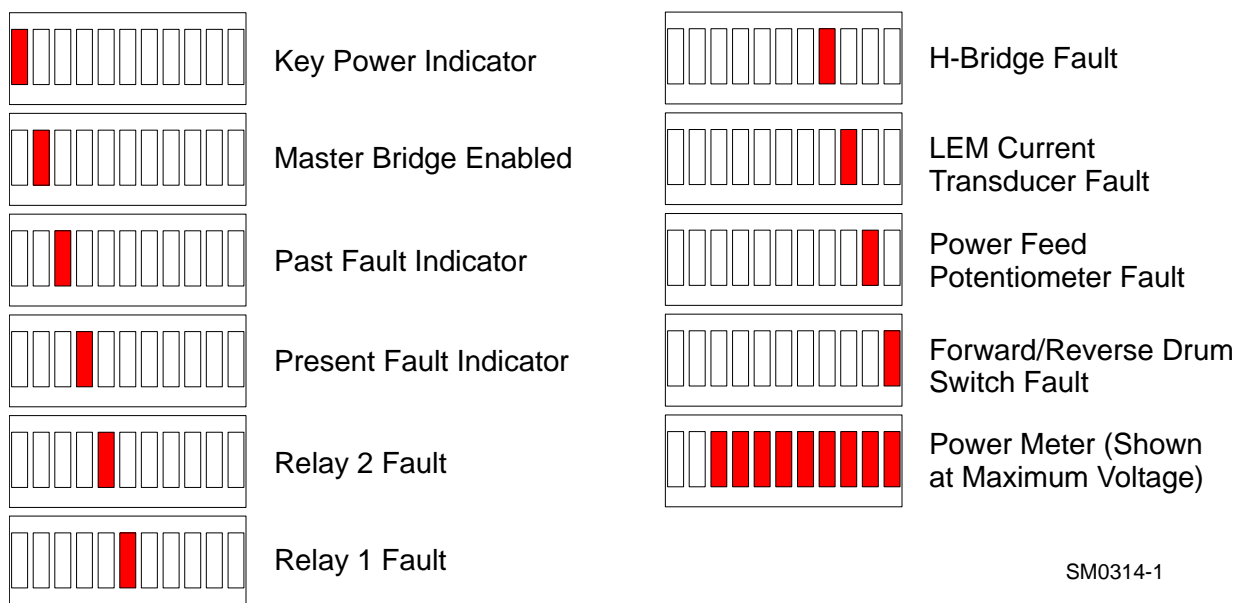 Key Power Indicator
Master Bridge Enabled
Past Fault Indicator
Present Fault Indicator
Relay 2 Fault
Relay 1 Fault
H-Bridge Fault
LEM Current
Transducer Fault
Power Feed
Potentiometer Fault
Forward/Reverse Drum
Switch Fault
Power Meter (Shown
at Maximum Voltage)
SM0314-1